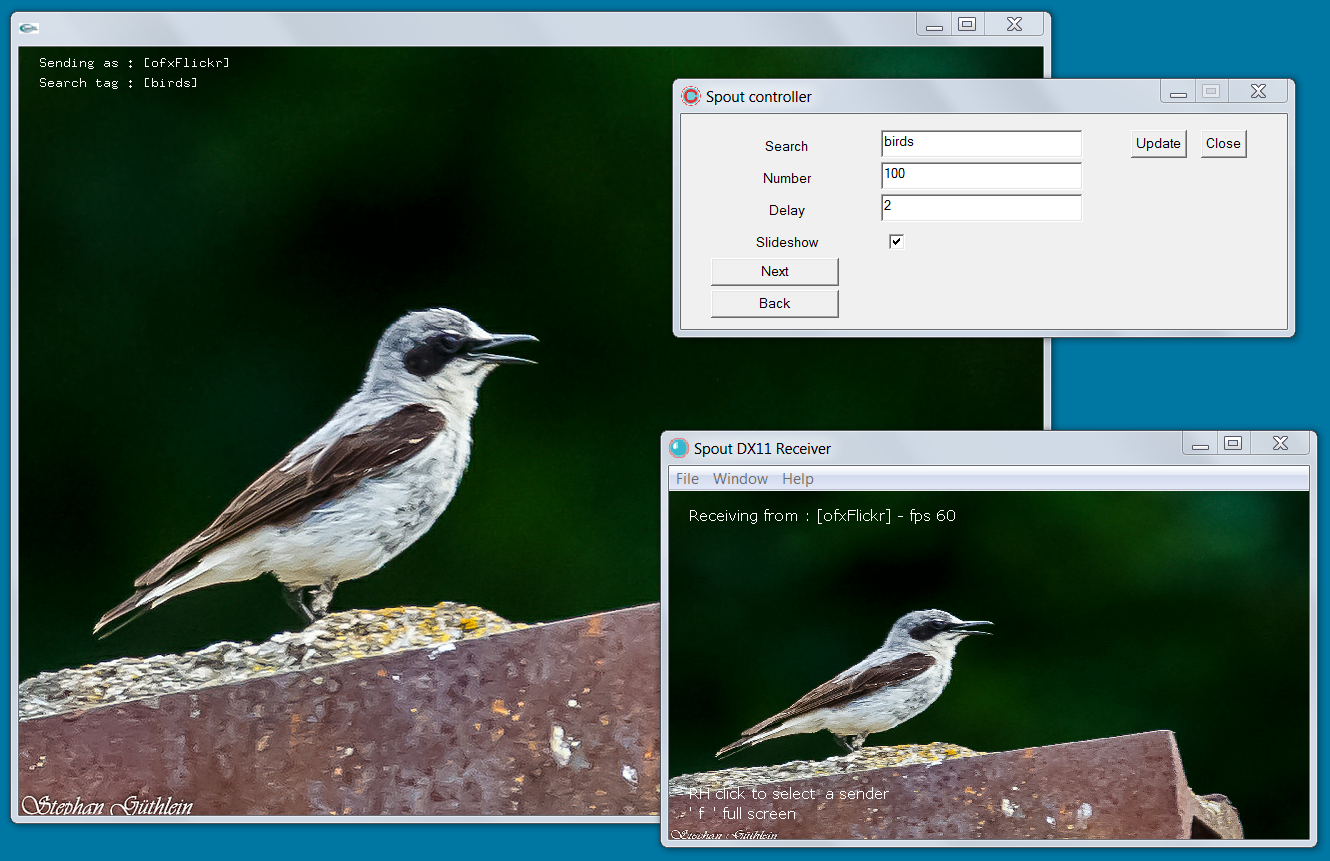 Sending as : [ofxFlickr]
Search tag : [birds]
Stephan Güthlein
Spout controller
Search
birds
Update
Close
Number
100
Delay
2
Slideshow
Next
Back
Spout DX11 Receiver
File Window Help
Receiving from : [ofxFlickr] - fps 60
RH click to select a sender
' f ' full screen
Stephan Güthlein